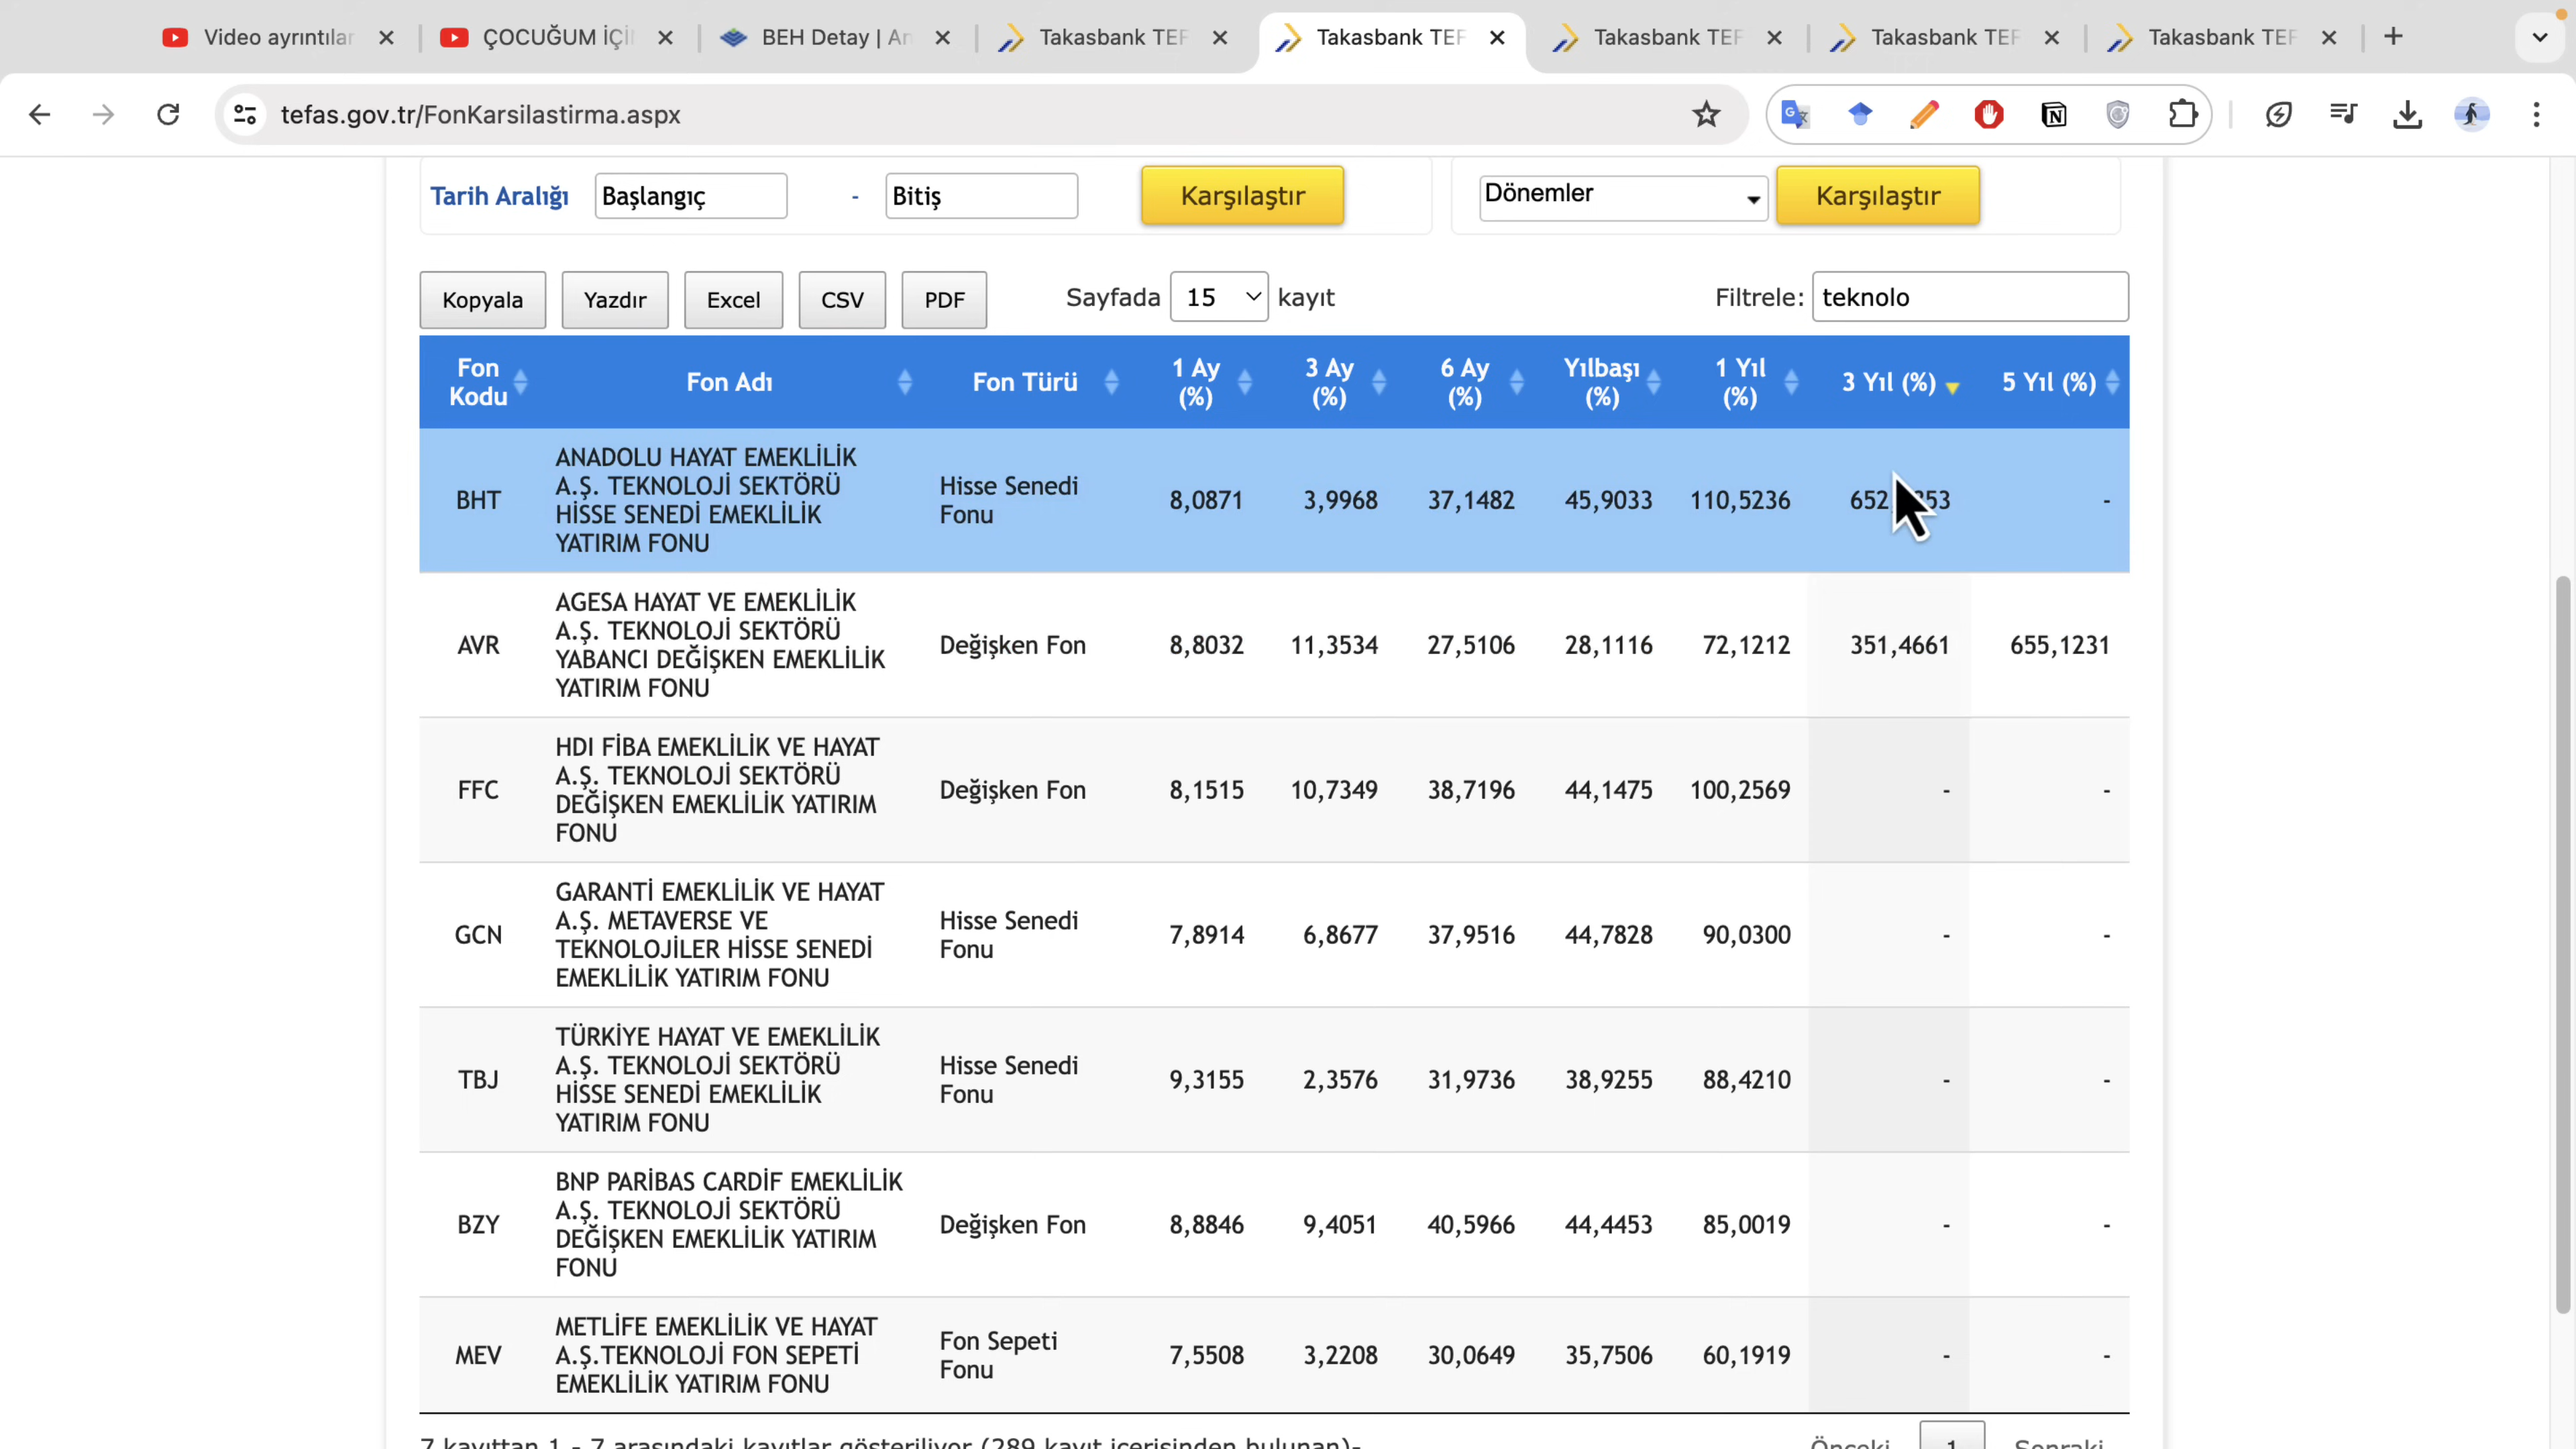 Video ayrıntılar
ÇOCUĞUM İÇİ
BEH Detay | An
Takasbank TEF
Takasbank TEF
Takasbank TEF
Takasbank TEF
Takasbank TEF
tefas.gov.tr/FonKarsilastirma.aspx
Tarih Aralığı Başlangıç - Bitiş Karşılaştır Dönemler Karşılaştır
Kopyala Yazdır Excel CSV PDF Sayfada 15 kayıt Filtrele: teknolo
Fon Kodu Fon Adı Fon Türü 1 Ay (%) 3 Ay (%) 6 Ay (%) Yılbaşı (%) 1 Yıl (%) 3 Yıl (%) 5 Yıl (%)
ANADOLU HAYAT EMEKLİLİK
A.Ş. TEKNOLOJİ SEKTÖRÜ
HİSSE SENEDİ EMEKLİLİK
YATIRIM FONU
BHT Hisse Senedi Fonu 8,0871 3,9968 37,1482 45,9033 110,5236 -
AGESA HAYAT VE EMEKLİLİK
A.Ş. TEKNOLOJİ SEKTÖRÜ
YABANCI DEĞİŞKEN EMEKLİLİK
YATIRIM FONU
AVR Değişken Fon 8,8032 11,3534 27,5106 28,1116 72,1212 351,4661 655,1231
HDI FİBA EMEKLİLİK VE HAYAT
A.Ş. TEKNOLOJİ SEKTÖRÜ
DEĞİŞKEN EMEKLİLİK YATIRIM
FONU
FFC Değişken Fon 8,1515 10,7349 38,7196 44,1475 100,2569 - -
GARANTİ EMEKLİLİK VE HAYAT
A.Ş. METAVERSE VE
TEKNOLOJİLER HİSSE SENEDİ
EMEKLİLİK YATIRIM FONU
GCN Hisse Senedi Fonu 7,8914 6,8677 37,9516 44,7828 90,0300 - -
TÜRKİYE HAYAT VE EMEKLİLİK
A.Ş. TEKNOLOJİ SEKTÖRÜ
HİSSE SENEDİ EMEKLİLİK
YATIRIM FONU
TBJ Hisse Senedi Fonu 9,3155 2,3576 31,9736 38,9255 88,4210 - -
BNP PARİBAS CARDİF EMEKLİLİK
A.Ş. TEKNOLOJİ SEKTÖRÜ
DEĞİŞKEN EMEKLİLİK YATIRIM
FONU
BZY Değişken Fon 8,8846 9,4051 40,5966 44,4453 85,0019 - -
METLİFE EMEKLİLİK VE HAYAT
A.Ş.TEKNOLOJİ FON SEPETİ
EMEKLİLİK YATIRIM FONU
MEV Fon Sepeti Fonu 7,5508 3,2208 30,0649 35,7506 60,1919 - -
7 kayıttan 1 - 7 arasındaki kayıtlar gösteriliyor (289 kayıt içerisinden bulunan)- Önceki 1 Sonraki